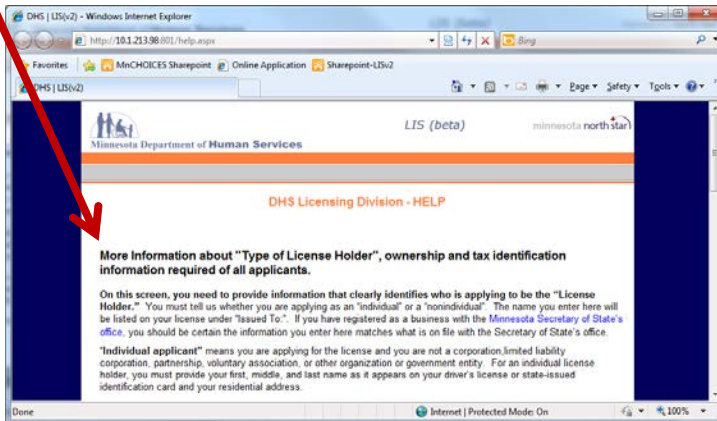 DHS | LIS(v2) - Windows Internet Explorer
http://10.1.213.98:801/help.aspx
Bing
Favorites MnCHOICES Sharepoint Online Application Sharepoint-LISv2
DHS | LIS(v2)
Page Safety Tools
Minnesota Department of Human Services
LIS (beta)
minnesota north star
DHS Licensing Division - HELP
More Information about "Type of License Holder", ownership and tax identification
information required of all applicants.
On this screen, you need to provide information that clearly identifies who is applying to be the "License
Holder." You must tell us whether you are applying as an "individual" or a "nonindividual". The name you enter here will
be listed on your license under "Issued To:". If you have registered as a business with the Minnesota Secretary of State's
office, you should be certain the information you enter here matches what is on file with the Secretary of State's office.
"Individual applicant" means you are applying for the license and you are not a corporation,limited liability
corporation, partnership, voluntary association, or other organization or government entity. For an individual license
holder, you must provide your first, middle, and last name as it appears on your driver's license or state-issued
identification card and your residential address.
Done
Internet | Protected Mode: On
100%